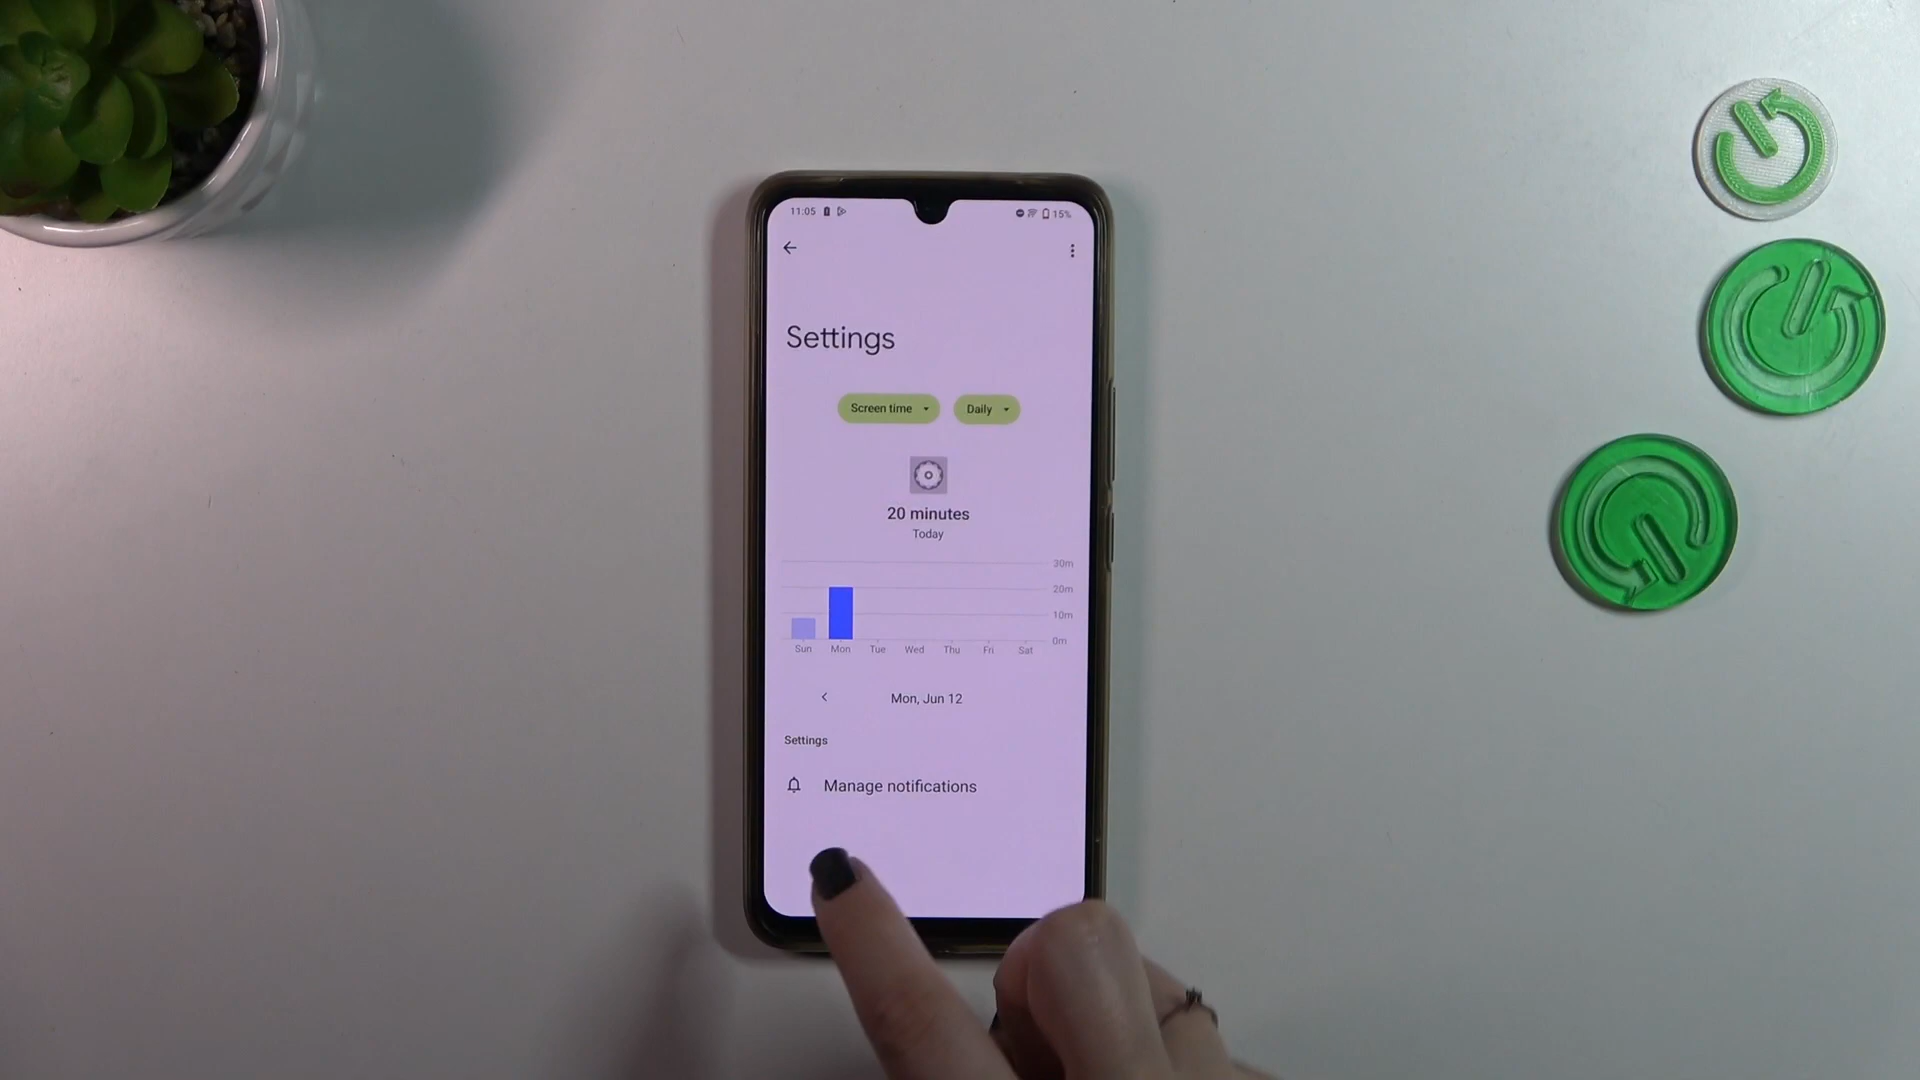 11:05 15%
Settings
Screen time Daily
20 minutes
Today
30m
20m
10m
0m
Sun Mon Tue Wed Thu Fri Sat
Mon, Jun 12
Settings
Manage notifications